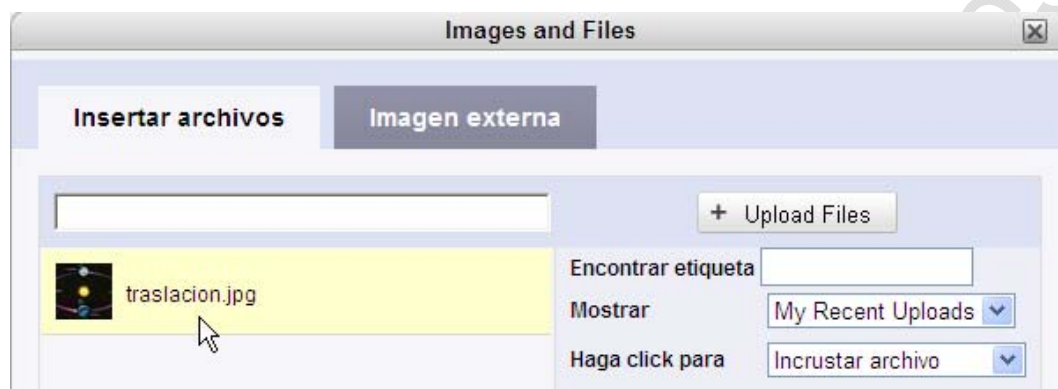 Images and Files
Insertar archivos
Imagen externa
+ Upload Files
Encontrar etiqueta
traslacion.jpg
Mostrar
My Recent Uploads
Haga click para
Incrustar archivo